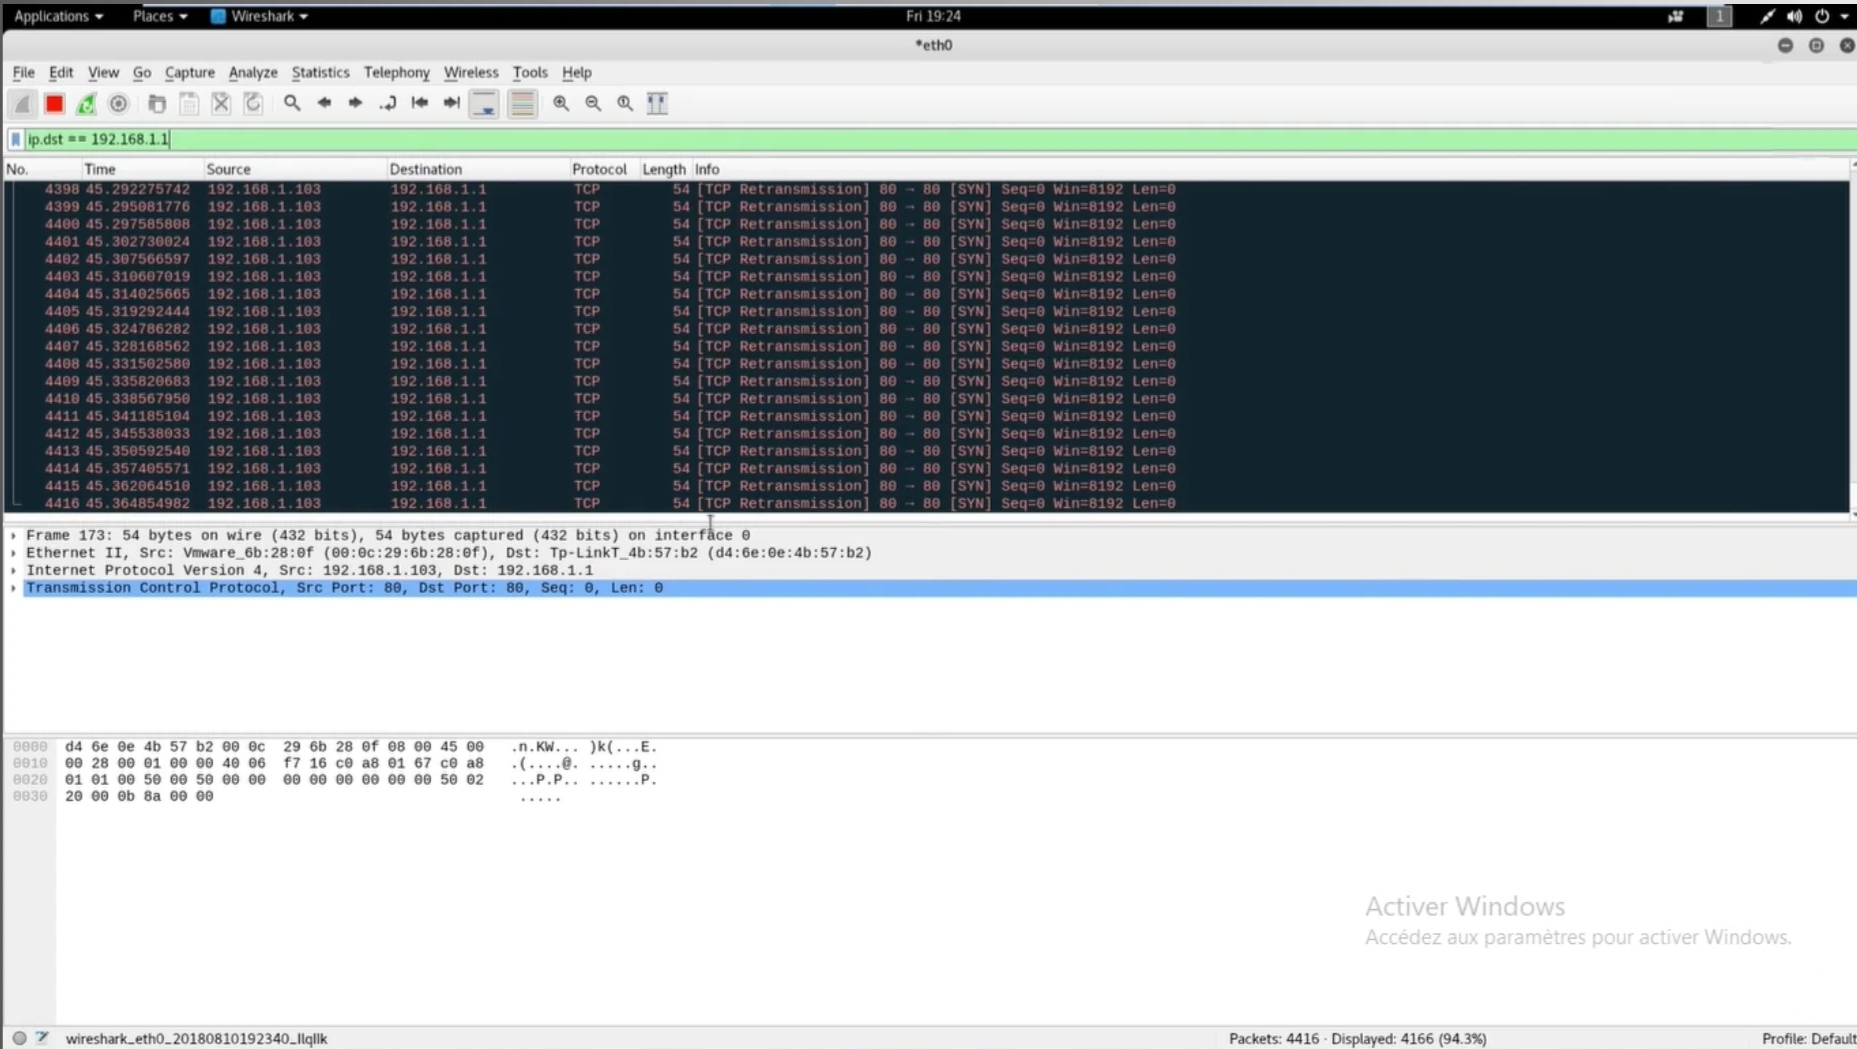 Applications Places Wireshark Fri 19:24 1
*eth0
File Edit View Go Capture Analyze Statistics Telephony Wireless Tools Help
ip.dst == 192.168.1.1
No. Time Source Destination Protocol Length Info
4398 45.292275742 192.168.1.103 192.168.1.1 TCP 54 [TCP Retransmission] 80 → 80 [SYN] Seq=0 Win=8192 Len=0
4399 45.295081776 192.168.1.103 192.168.1.1 TCP 54 [TCP Retransmission] 80 → 80 [SYN] Seq=0 Win=8192 Len=0
4400 45.297585808 192.168.1.103 192.168.1.1 TCP 54 [TCP Retransmission] 80 → 80 [SYN] Seq=0 Win=8192 Len=0
4401 45.302730024 192.168.1.103 192.168.1.1 TCP 54 [TCP Retransmission] 80 → 80 [SYN] Seq=0 Win=8192 Len=0
4402 45.307566597 192.168.1.103 192.168.1.1 TCP 54 [TCP Retransmission] 80 → 80 [SYN] Seq=0 Win=8192 Len=0
4403 45.310607019 192.168.1.103 192.168.1.1 TCP 54 [TCP Retransmission] 80 → 80 [SYN] Seq=0 Win=8192 Len=0
4404 45.314025665 192.168.1.103 192.168.1.1 TCP 54 [TCP Retransmission] 80 → 80 [SYN] Seq=0 Win=8192 Len=0
4405 45.319292444 192.168.1.103 192.168.1.1 TCP 54 [TCP Retransmission] 80 → 80 [SYN] Seq=0 Win=8192 Len=0
4406 45.324786282 192.168.1.103 192.168.1.1 TCP 54 [TCP Retransmission] 80 → 80 [SYN] Seq=0 Win=8192 Len=0
4407 45.328168562 192.168.1.103 192.168.1.1 TCP 54 [TCP Retransmission] 80 → 80 [SYN] Seq=0 Win=8192 Len=0
4408 45.331502580 192.168.1.103 192.168.1.1 TCP 54 [TCP Retransmission] 80 → 80 [SYN] Seq=0 Win=8192 Len=0
4409 45.335820683 192.168.1.103 192.168.1.1 TCP 54 [TCP Retransmission] 80 → 80 [SYN] Seq=0 Win=8192 Len=0
4410 45.338567950 192.168.1.103 192.168.1.1 TCP 54 [TCP Retransmission] 80 → 80 [SYN] Seq=0 Win=8192 Len=0
4411 45.341185104 192.168.1.103 192.168.1.1 TCP 54 [TCP Retransmission] 80 → 80 [SYN] Seq=0 Win=8192 Len=0
4412 45.345538033 192.168.1.103 192.168.1.1 TCP 54 [TCP Retransmission] 80 → 80 [SYN] Seq=0 Win=8192 Len=0
4413 45.350592540 192.168.1.103 192.168.1.1 TCP 54 [TCP Retransmission] 80 → 80 [SYN] Seq=0 Win=8192 Len=0
4414 45.357405571 192.168.1.103 192.168.1.1 TCP 54 [TCP Retransmission] 80 → 80 [SYN] Seq=0 Win=8192 Len=0
4415 45.362064510 192.168.1.103 192.168.1.1 TCP 54 [TCP Retransmission] 80 → 80 [SYN] Seq=0 Win=8192 Len=0
4416 45.364854982 192.168.1.103 192.168.1.1 TCP 54 [TCP Retransmission] 80 → 80 [SYN] Seq=0 Win=8192 Len=0
Frame 173: 54 bytes on wire (432 bits), 54 bytes captured (432 bits) on interface 0
Ethernet II, Src: Vmware_6b:28:0f (00:0c:29:6b:28:0f), Dst: Tp-LinkT_4b:57:b2 (d4:6e:0e:4b:57:b2)
Internet Protocol Version 4, Src: 192.168.1.103, Dst: 192.168.1.1
Transmission Control Protocol, Src Port: 80, Dst Port: 80, Seq: 0, Len: 0
0000 d4 6e 0e 4b 57 b2 00 0c 29 6b 28 0f 08 00 45 00 .n.KW... )k(...E.
0010 00 28 00 01 00 00 40 06 f7 16 c0 a8 01 67 c0 a8 .(....@. .....g..
0020 01 01 00 50 00 50 00 00 00 00 00 00 00 00 50 02 ...P.P.. ......P.
0030 20 00 0b 8a 00 00 .....
Activer Windows
Accédez aux paramètres pour activer Windows.
wireshark_eth0_20180810192340_IlqIlk Packets: 4416 · Displayed: 4166 (94.3%) Profile: Default